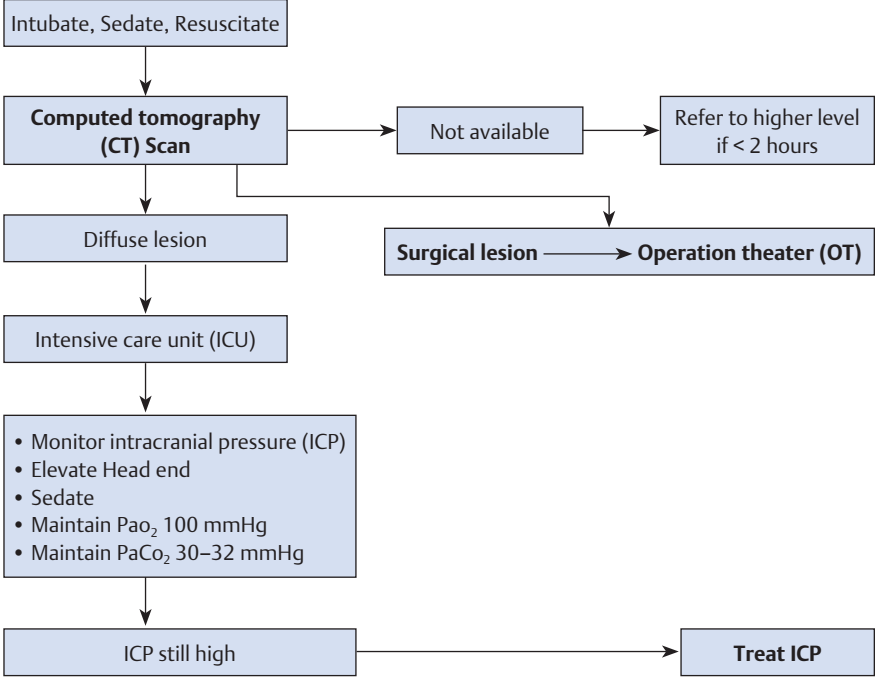 Intubate, Sedate, Resuscitate
Computed tomography
(CT) Scan
Not available
Refer to higher level
if < 2 hours
Diffuse lesion
Surgical lesion Operation theater (OT)
Intensive care unit (ICU)
• Monitor intracranial pressure (ICP)
• Elevate Head end
• Sedate
• Maintain Pao₂ 100 mmHg
• Maintain PaCo₂ 30–32 mmHg
ICP still high
Treat ICP